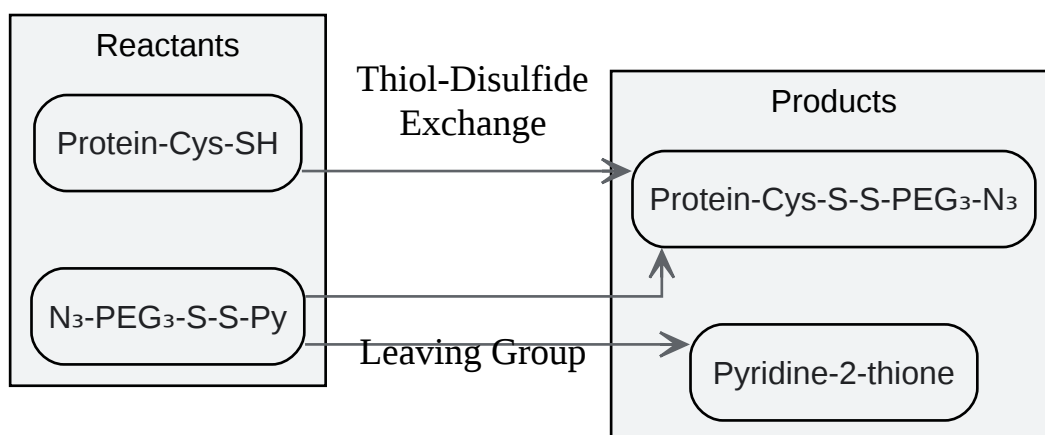 Reactants
Protein-Cys-SH
N₃-PEG₃-S-S-Py
Thiol-Disulfide
Exchange
Leaving Group
Products
Protein-Cys-S-S-PEG₃-N₃
Pyridine-2-thione